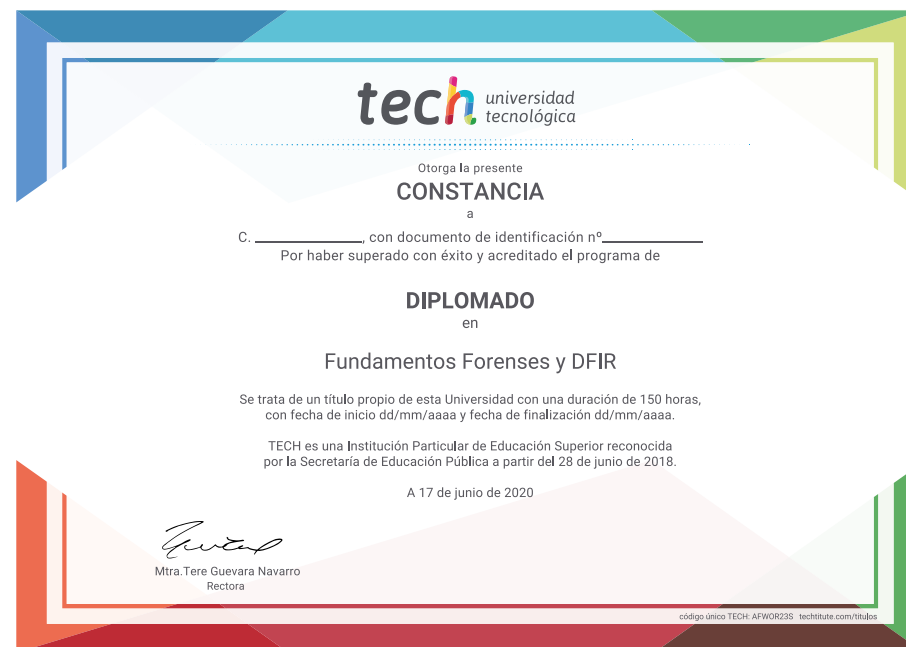 tech universidad
tecnológica
Otorga la presente
CONSTANCIA
a
C. ______________, con documento de identificación nº_____________
Por haber superado con éxito y acreditado el programa de
DIPLOMADO
en
Fundamentos Forenses y DFIR
Se trata de un título propio de esta Universidad con una duración de 150 horas,
con fecha de inicio dd/mm/aaaa y fecha de finalización dd/mm/aaaa.
TECH es una Institución Particular de Educación Superior reconocida
por la Secretaría de Educación Pública a partir del 28 de junio de 2018.
A 17 de junio de 2020
Mtra.Tere Guevara Navarro
Rectora
código único TECH: AFWOR23S techtitute.com/titulos